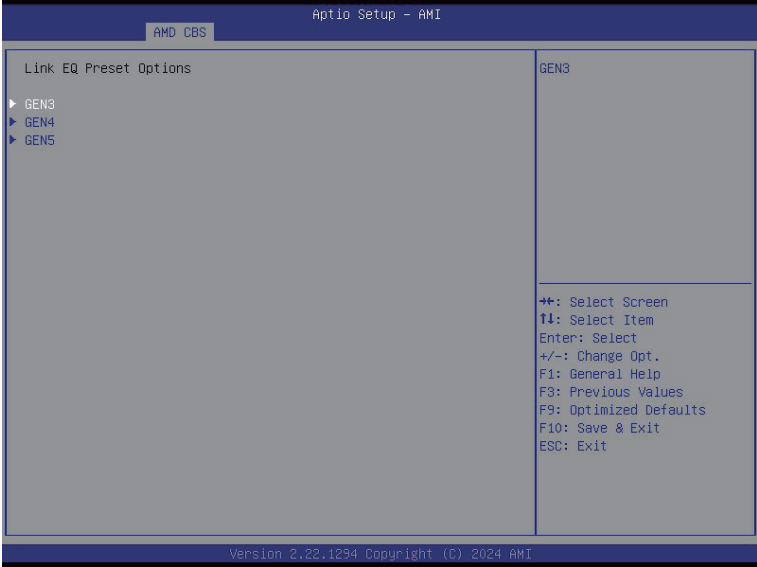 Aptio Setup – AMI
AMD CBS
Link EQ Preset Options
GEN3
GEN4
GEN5
GEN3
→←: Select Screen
↑↓: Select Item
Enter: Select
+/-: Change Opt.
F1: General Help
F3: Previous Values
F9: Optimized Defaults
F10: Save & Exit
ESC: Exit
Version 2.22.1294 Copyright (C) 2024 AMI